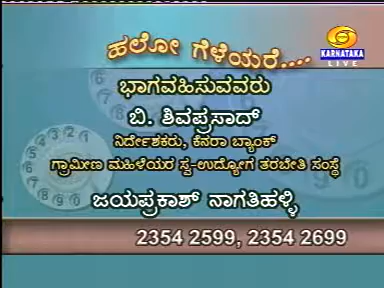 ಹಲೋ ಗೆಳೆಯರೆ....
KARNATAKA
LIVE
ಭಾಗವಹಿಸುವವರು
ಬಿ. ಶಿವಪ್ರಸಾದ್
ನಿರ್ದೇಶಕರು, ಕೆನರಾ ಬ್ಯಾಂಕ್
ಗ್ರಾಮೀಣ ಮಹಿಳೆಯರ ಸ್ವ-ಉದ್ಯೋಗ ತರಬೇತಿ ಸಂಸ್ಥೆ
ಜಯಪ್ರಕಾಶ್ ನಾಗತಿಹಳ್ಳಿ
2354 2599, 2354 2699